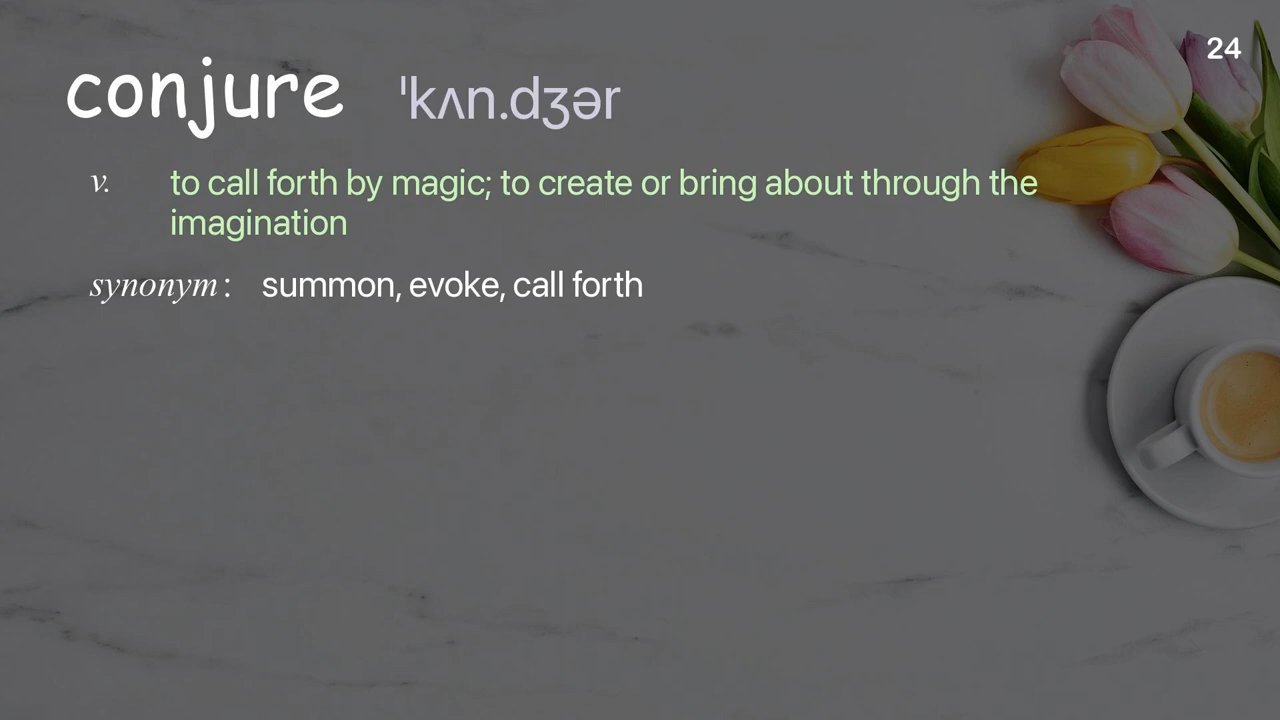 24
conjure ˈkʌn.dʒər
v. to call forth by magic; to create or bring about through the
imagination
synonym : summon, evoke, call forth